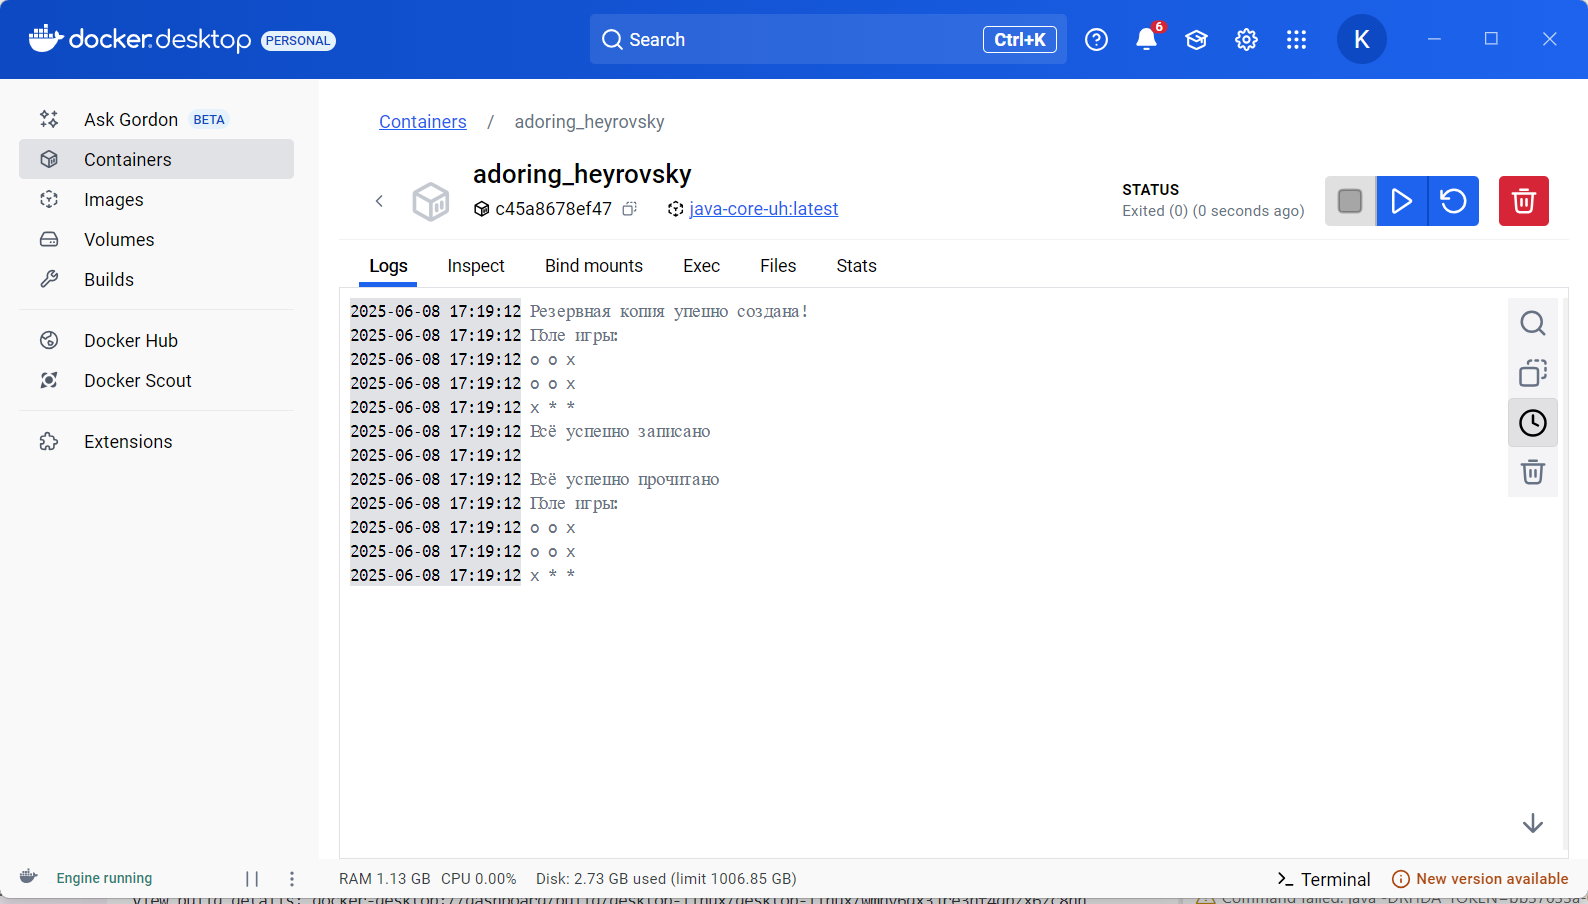 docker.desktop PERSONAL
Search
Ctrl+K
6
K
Ask Gordon BETA
Containers
Images
Volumes
Builds
Docker Hub
Docker Scout
Extensions
Containers / adoring_heyrovsky
adoring_heyrovsky
c45a8678ef47
java-core-uh:latest
STATUS
Exited (0) (0 seconds ago)
Logs Inspect Bind mounts Exec Files Stats
2025-06-08 17:19:12 Резервная копия упешно создана!
2025-06-08 17:19:12 Поле игры:
2025-06-08 17:19:12 o o x
2025-06-08 17:19:12 o o x
2025-06-08 17:19:12 x * *
2025-06-08 17:19:12 Всё успешно записано
2025-06-08 17:19:12
2025-06-08 17:19:12 Всё успешно прочитано
2025-06-08 17:19:12 Поле игры:
2025-06-08 17:19:12 o o x
2025-06-08 17:19:12 o o x
2025-06-08 17:19:12 x * *
Engine running
RAM 1.13 GB CPU 0.00% Disk: 2.73 GB used (limit 1006.85 GB)
Terminal
New version available